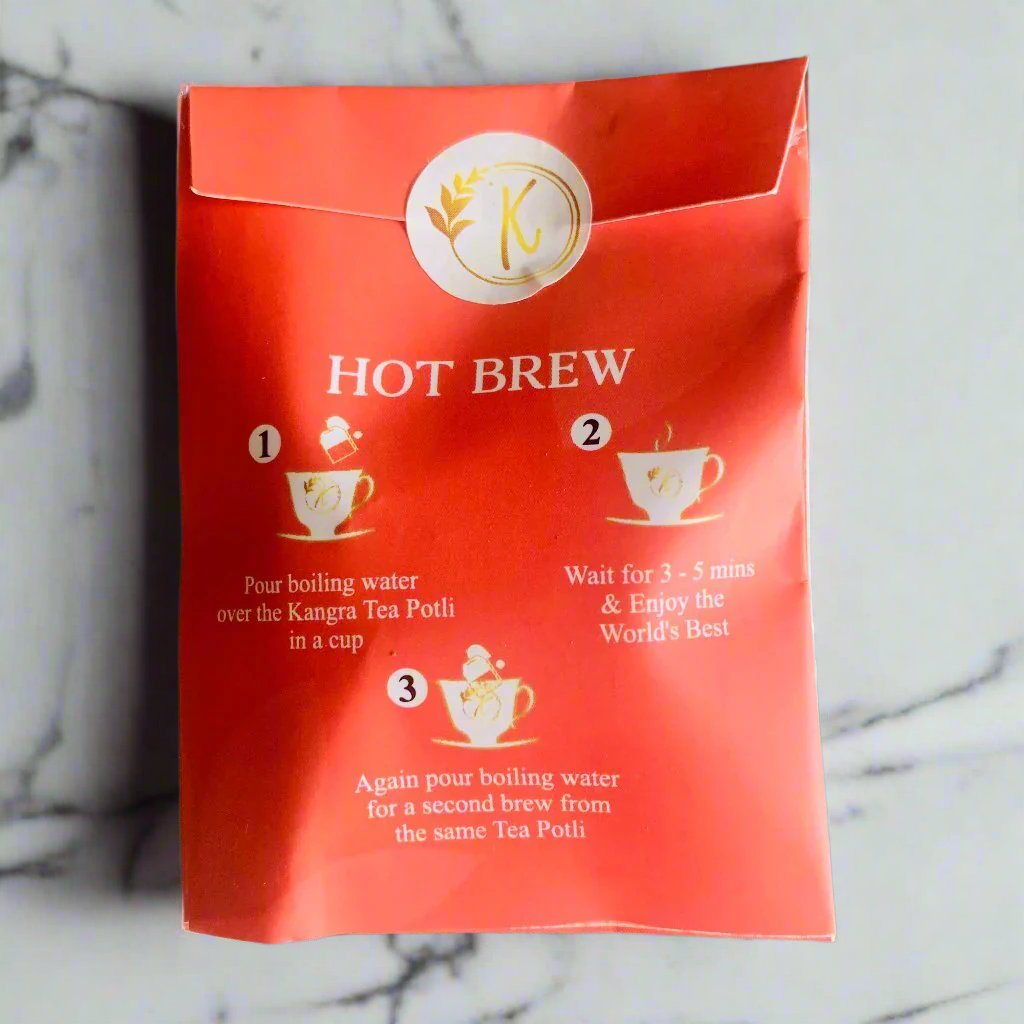 K
HOT BREW
1
Pour boiling water
over the Kangra Tea Potli
in a cup
2
Wait for 3 - 5 mins
& Enjoy the
World's Best
3
Again pour boiling water
for a second brew from
the same Tea Potli